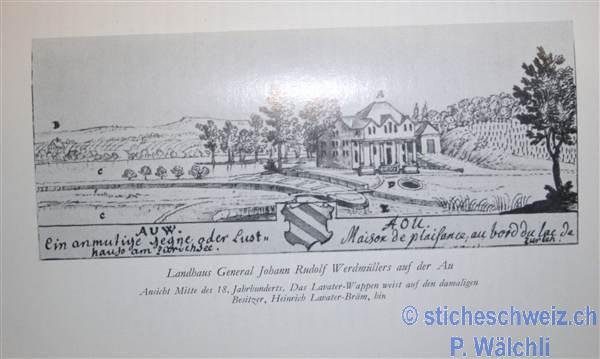 AUW.
Ein anmutige Segne oder Lust=
hauß am Zürichsee.
AOU.
Maison de plaisance, au bord du lac de
Zurich.
Landhaus General Johann Rudolf Werdmüllers auf der Au
Ansicht Mitte des 18. Jahrhunderts. Das Lavater-Wappen weist auf den damaligen
Besitzer, Heinrich Lavater-Bräm, hin
© sticheschweiz.ch
P. Wälchli